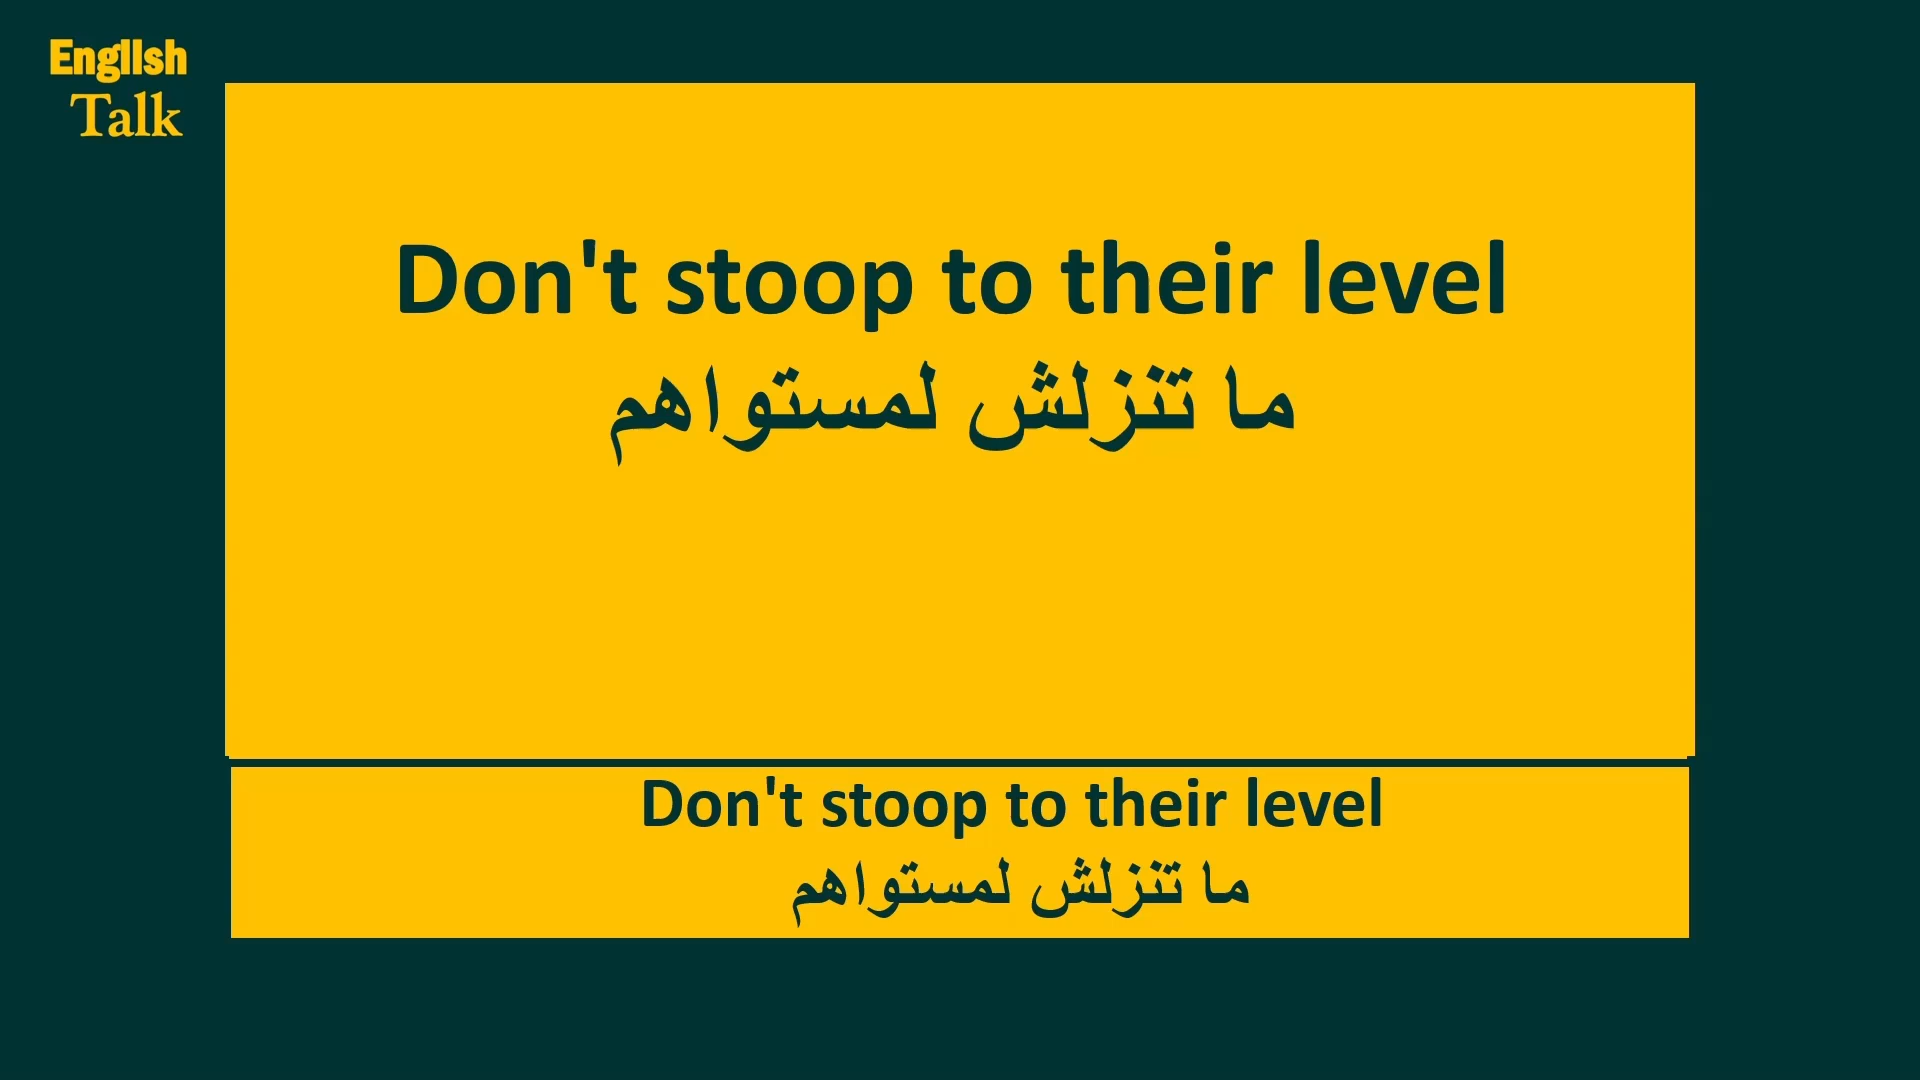 English
Talk
Don't stoop to their level
ما تنزلش لمستواهم
Don't stoop to their level
ما تنزلش لمستواهم